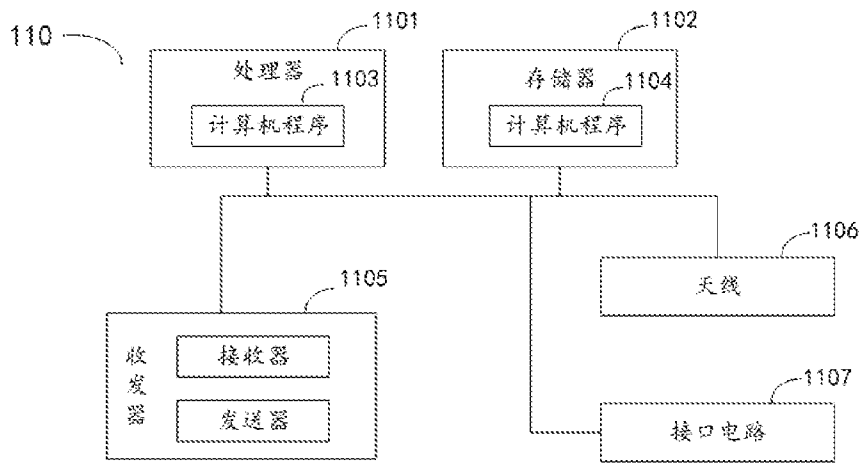 110
1101
处理器
1103
计算机程序
1102
存储器
1104
计算机程序
1106
天线
1105
收发器
接收器
发送器
1107
接口电路